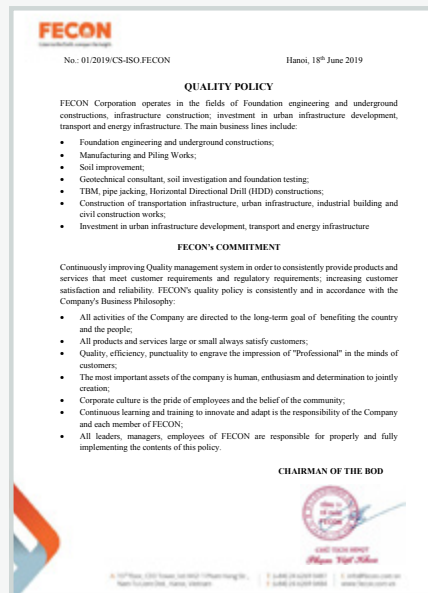 FECON
No.: 01/2019/CS-ISO.FECON
Hanoi, 18th June 2019
QUALITY POLICY
FECON Corporation operates in the fields of Foundation engineering and underground
constructions, infrastructure construction; investment in urban infrastructure development,
transport and energy infrastructure. The main business lines include:
• Foundation engineering and underground constructions;
• Manufacturing and Piling Works;
• Soil improvement;
• Geotechnical consultant, soil investigation and foundation testing;
• TBM, pipe jacking, Horizontal Directional Drill (HDD) constructions;
• Construction of transportation infrastructure, urban infrastructure, industrial building and
civil construction works;
• Investment in urban infrastructure development, transport and energy infrastructure
FECON's COMMITMENT
Continuously improving Quality management system in order to consistently provide products and
services that meet customer requirements and regulatory requirements; increasing customer
satisfaction and reliability. FECON's quality policy is consistently and in accordance with the
Company's Business Philosophy:
• All activities of the Company are directed to the long-term goal of benefiting the country
and the people;
• All products and services large or small always satisfy customers;
• Quality, efficiency, punctuality to engrave the impression of "Professional" in the minds of
customers;
• The most important assets of the company is human, enthusiasm and determination to jointly
creation;
• Corporate culture is the pride of employees and the belief of the community;
• Continuous learning and training to innovate and adapt is the responsibility of the Company
and each member of FECON;
• All leaders, managers, employees of FECON are responsible for properly and fully
implementing the contents of this policy.
CHAIRMAN OF THE BOD
FECON
CHỦ TỊCH HĐQT
Phạm Việt Khoa